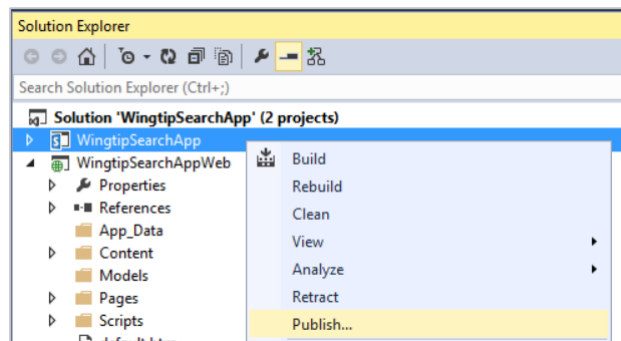 Solution Explorer
Search Solution Explorer (Ctrl+;)
Solution 'WingtipSearchApp' (2 projects)
WingtipSearchApp
WingtipSearchAppWeb
Properties
References
App_Data
Content
Models
Pages
Scripts
Build
Rebuild
Clean
View
Analyze
Retract
Publish...